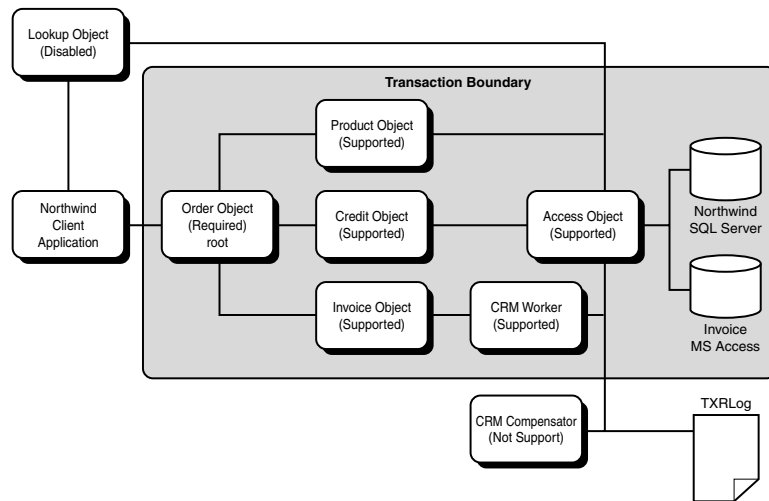 Lookup Object
(Disabled)
Transaction Boundary
Product Object
(Supported)
Northwind
Client
Application
Order Object
(Required)
root
Credit Object
(Supported)
Access Object
(Supported)
Northwind
SQL Server
Invoice Object
(Supported)
CRM Worker
(Supported)
Invoice
MS Access
CRM Compensator
(Not Support)
TXRLog